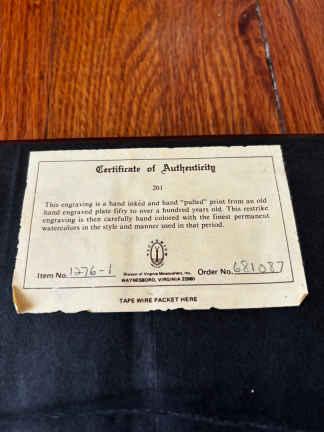 Certificate of Authenticity
201
This engraving is a hand inked and hand "pulled" print from an old
hand engraved plate fifty to over a hundred years old. This restrike
engraving is then carefully hand colored with the finest permanent
watercolors in the style and manner used in that period.
Item No. 1276-1
Division of Virginia Metalcrafters, Inc.
WAYNESBORO, VIRGINIA 22980
Order No. 681087
TAPE WIRE PACKET HERE